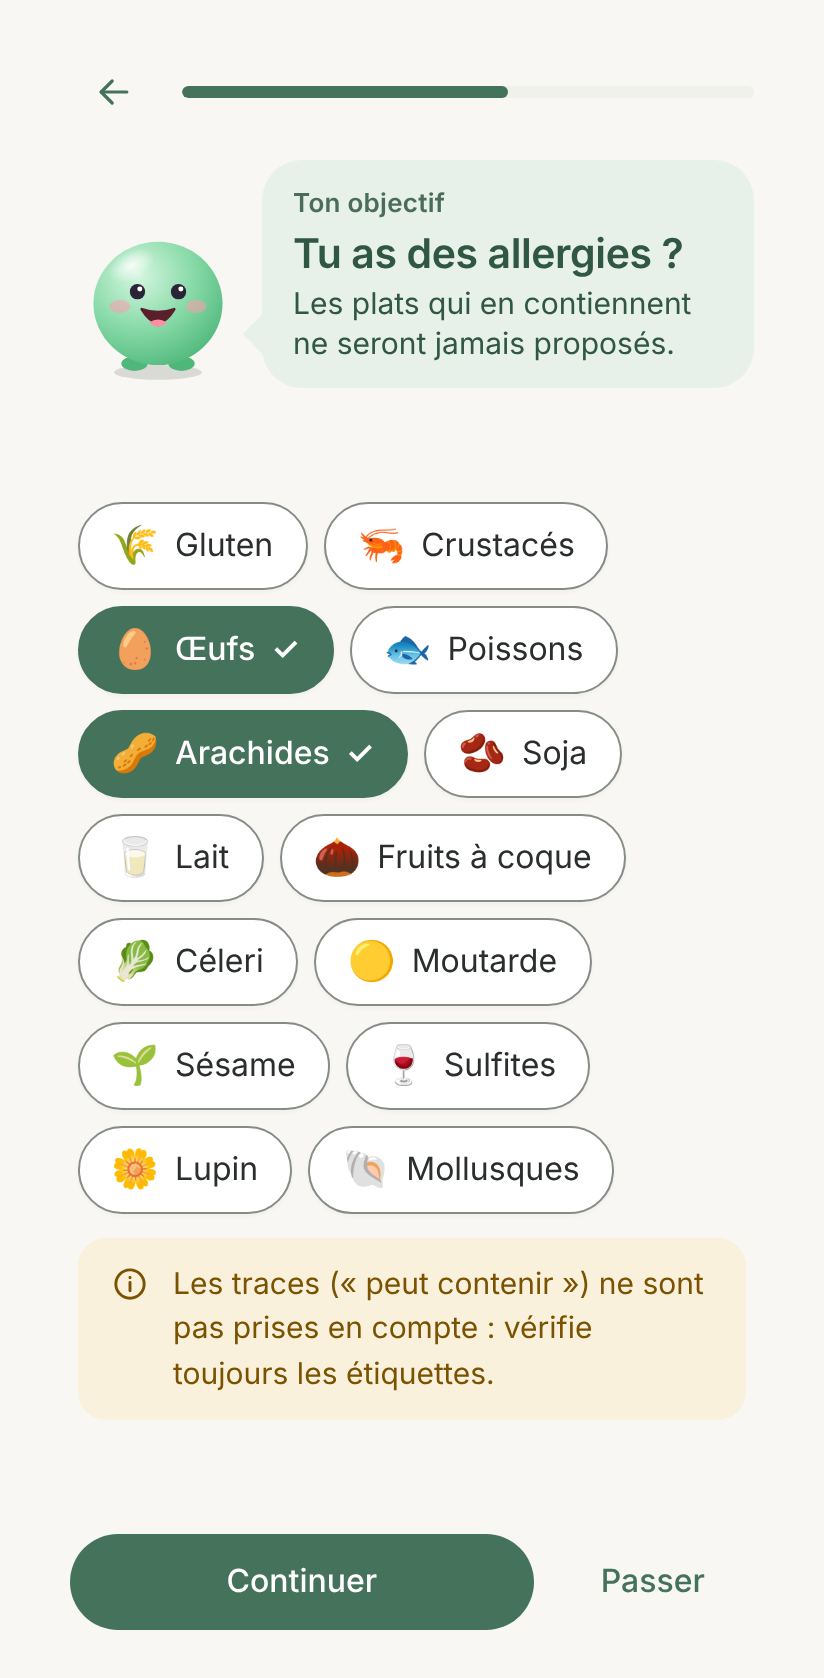 Ton objectif
Tu as des allergies ?
Les plats qui en contiennent
ne seront jamais proposés.
Gluten
Crustacés
Œufs
Poissons
Arachides
Soja
Lait
Fruits à coque
Céleri
Moutarde
Sésame
Sulfites
Lupin
Mollusques
Les traces (« peut contenir ») ne sont
pas prises en compte : vérifie
toujours les étiquettes.
Continuer
Passer